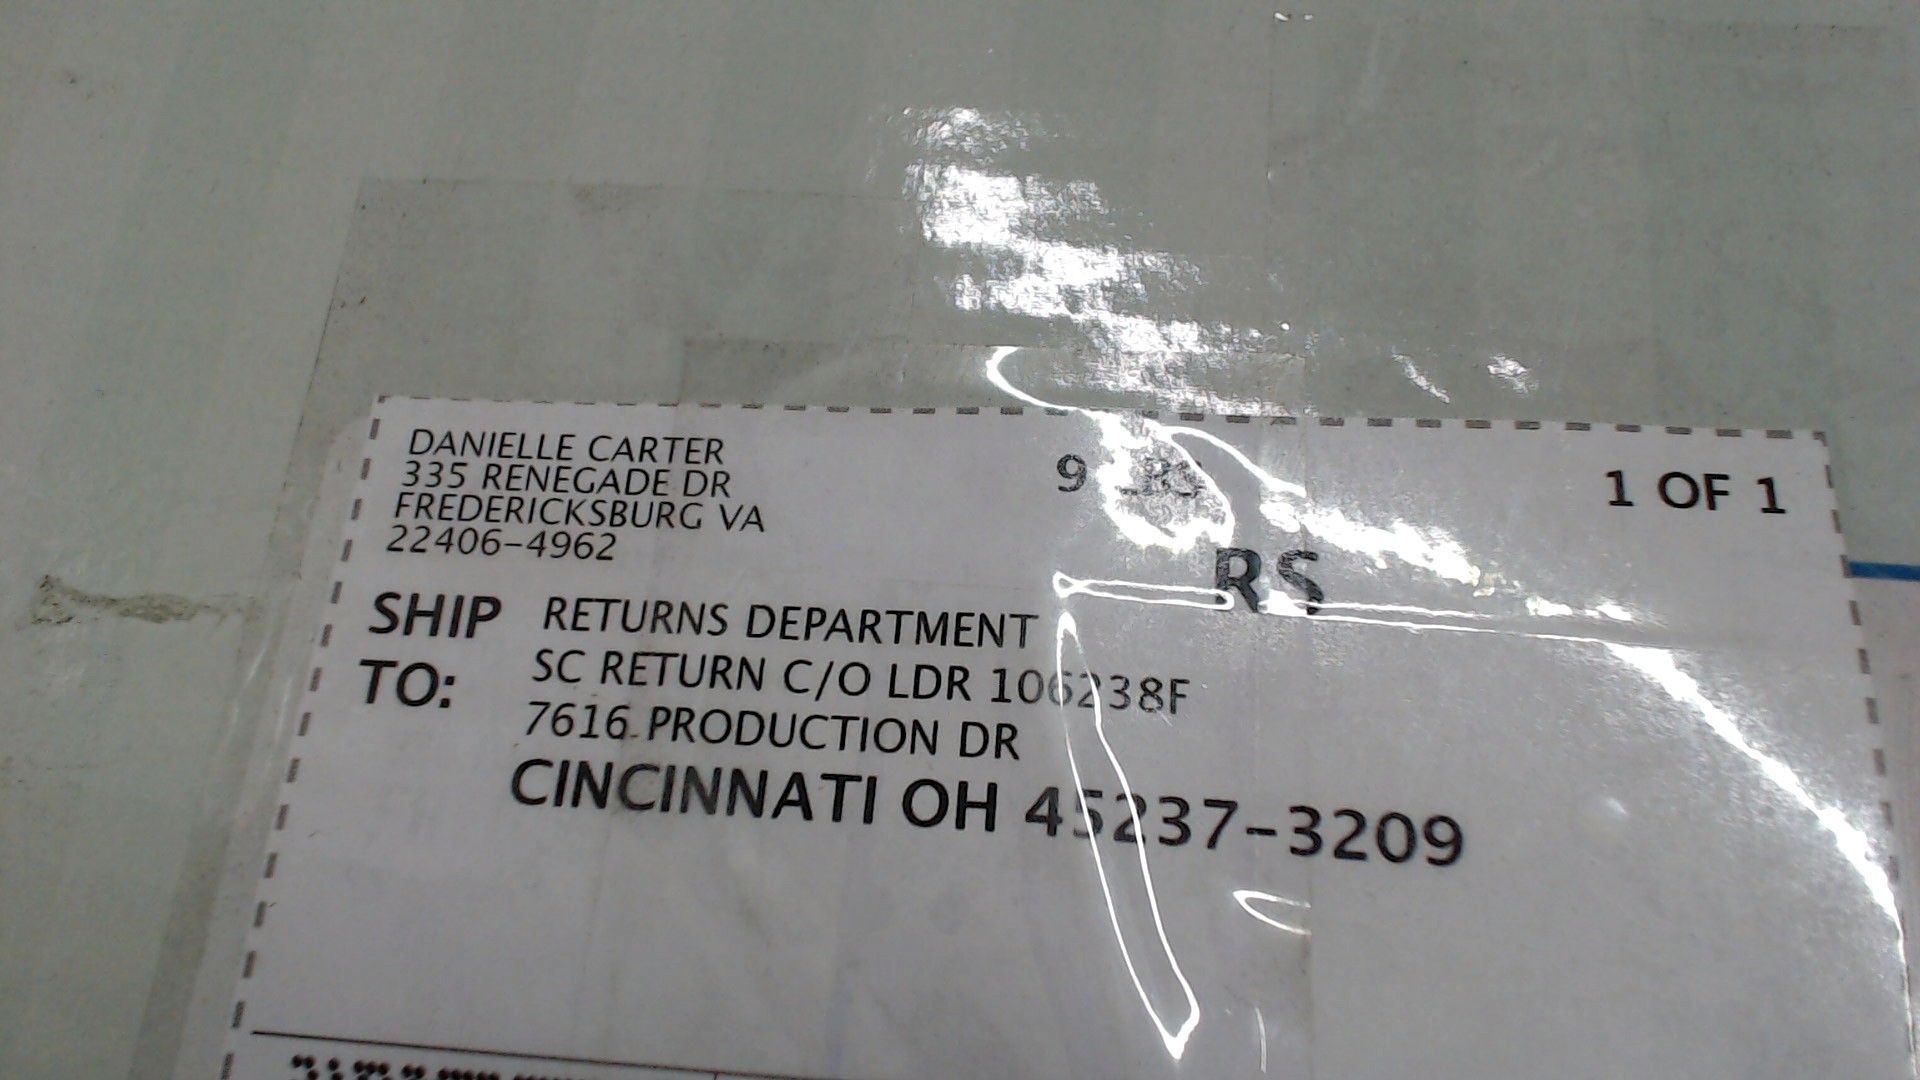 DANIELLE CARTER
335 RENEGADE DR
FREDERICKSBURG VA
22406-4962
9 LBS
1 OF 1
RS
SHIP TO:
RETURNS DEPARTMENT
SC RETURN C/O LDR 106238F
7616 PRODUCTION DR
CINCINNATI OH 45237-3209